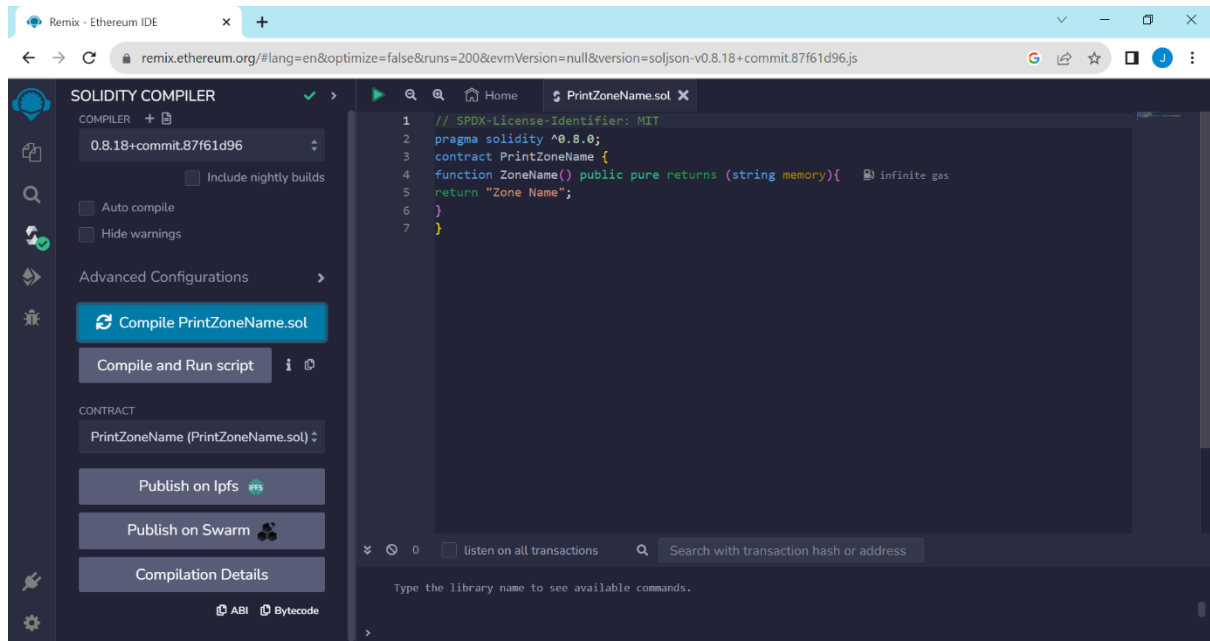 Remix - Ethereum IDE
remix.ethereum.org/#lang=en&optimize=false&runs=200&evmVersion=null&version=soljson-v0.8.18+commit.87f61d96.js
G
J
SOLIDITY COMPILER
COMPILER
0.8.18+commit.87f61d96
Include nightly builds
Auto compile
Hide warnings
Advanced Configurations
Compile PrintZoneName.sol
Compile and Run script
i
CONTRACT
PrintZoneName (PrintZoneName.sol)
Publish on Ipfs
IPFS
Publish on Swarm
Compilation Details
ABI Bytecode
Home PrintZoneName.sol
1 // SPDX-License-Identifier: MIT
2 pragma solidity ^0.8.0;
3 contract PrintZoneName {
4 function ZoneName() public pure returns (string memory){ infinite gas
5 return "Zone Name";
6 }
7 }
0 listen on all transactions Search with transaction hash or address
Type the library name to see available commands.
>